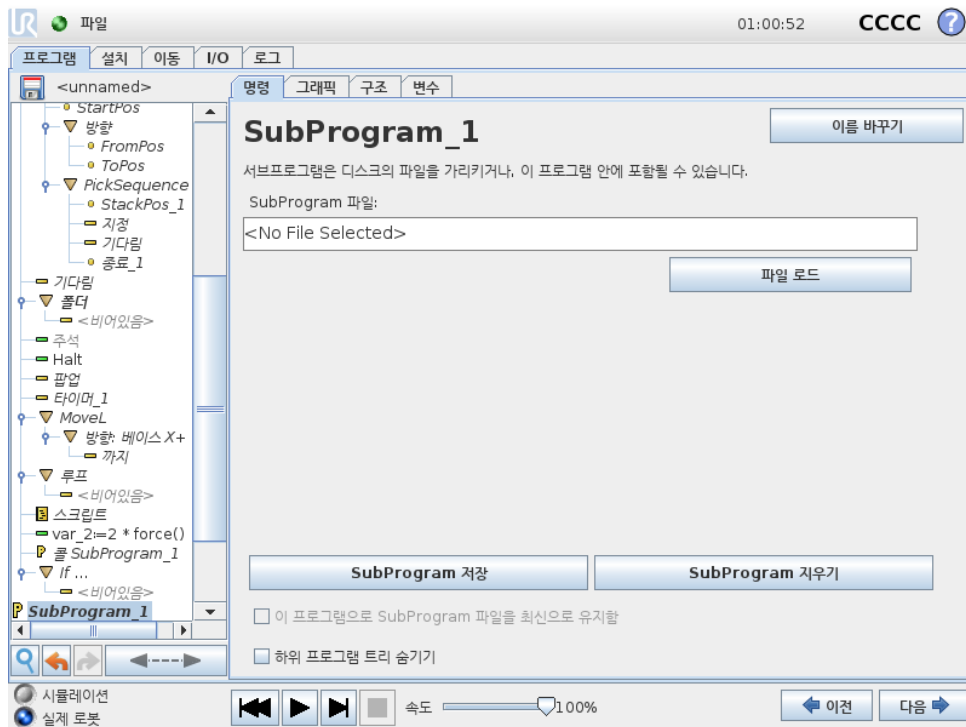 UR 파일 01:00:52 CCCC ?
프로그램 설치 이동 I/O 로그
<unnamed>
명령 그래픽 구조 변수
StartPos
방향
FromPos
ToPos
PickSequence
StackPos_1
지정
기다림
종료_1
기다림
폴더
<비어있음>
주석
Halt
팝업
타이머_1
MoveL
방향: 베이스 X+
까지
루프
<비어있음>
스크립트
var_2:=2 * force()
콜 SubProgram_1
If ...
<비어있음>
SubProgram_1
SubProgram_1
이름 바꾸기
서브프로그램은 디스크의 파일을 가리키거나, 이 프로그램 안에 포함될 수 있습니다.
SubProgram 파일:
<No File Selected>
파일 로드
SubProgram 저장 SubProgram 지우기
이 프로그램으로 SubProgram 파일을 최신으로 유지함
하위 프로그램 트리 숨기기
시뮬레이션
실제 로봇
속도 100%
이전 다음